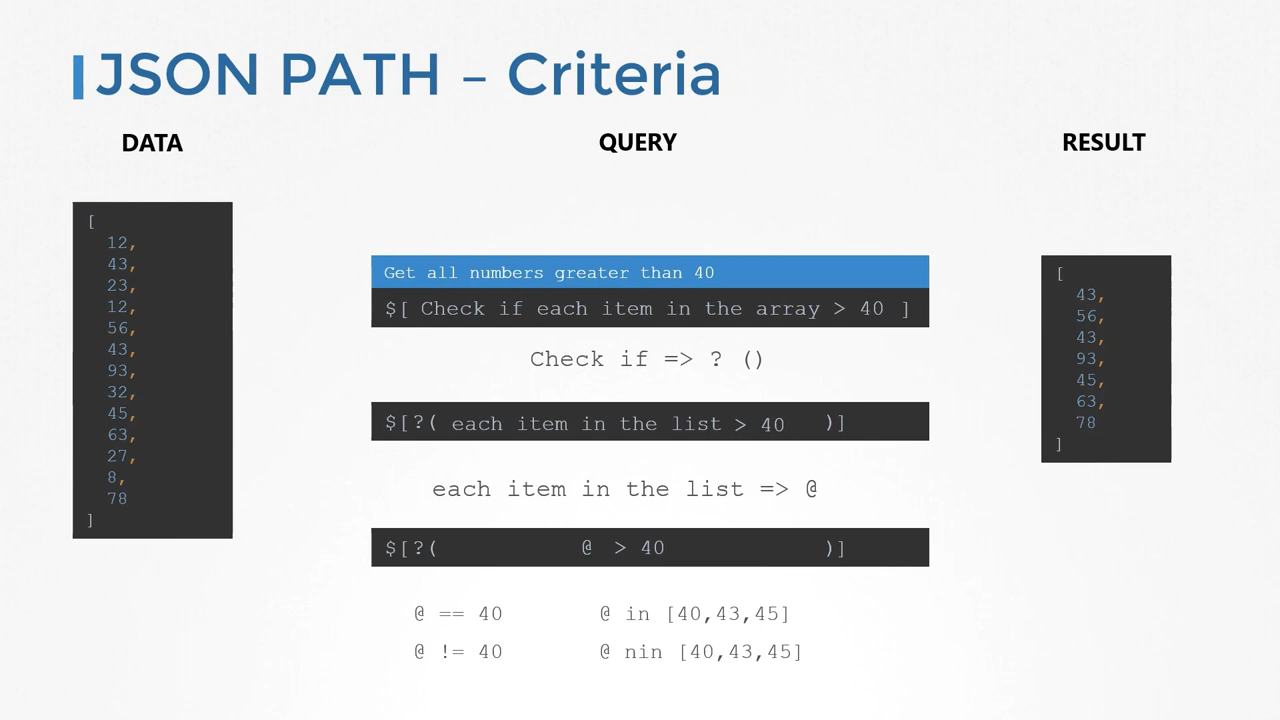 JSON PATH – Criteria
DATA
QUERY
RESULT
[
12,
43,
23,
12,
56,
43,
93,
32,
45,
63,
27,
8,
78
]
Get all numbers greater than 40
$[ Check if each item in the array > 40 ]
Check if => ? ()
$[?( each item in the list > 40 )]
each item in the list => @
$[?( @ > 40 )]
@ == 40
@ in [40,43,45]
@ != 40
@ nin [40,43,45]
[
43,
56,
43,
93,
45,
63,
78
]